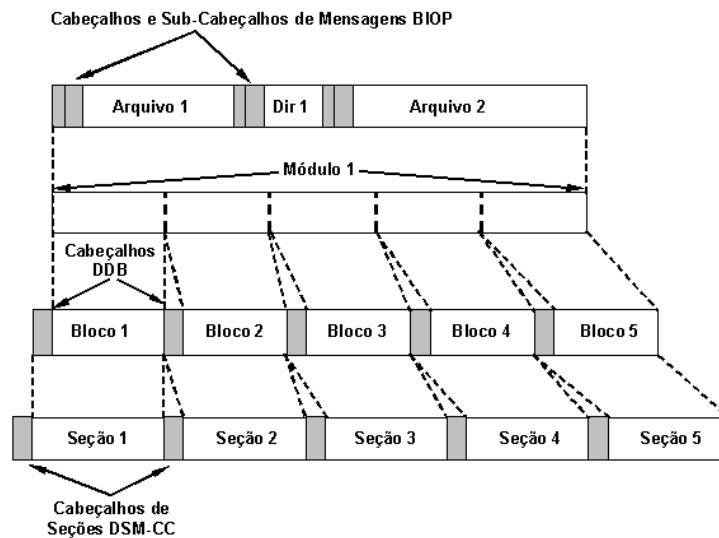 Cabeçalhos e Sub-Cabeçalhos de Mensagens BIOP
Arquivo 1
Dir 1
Arquivo 2
Módulo 1
Cabeçalhos
DDB
Bloco 1
Bloco 2
Bloco 3
Bloco 4
Bloco 5
Seção 1
Seção 2
Seção 3
Seção 4
Seção 5
Cabeçalhos de
Seções DSM-CC